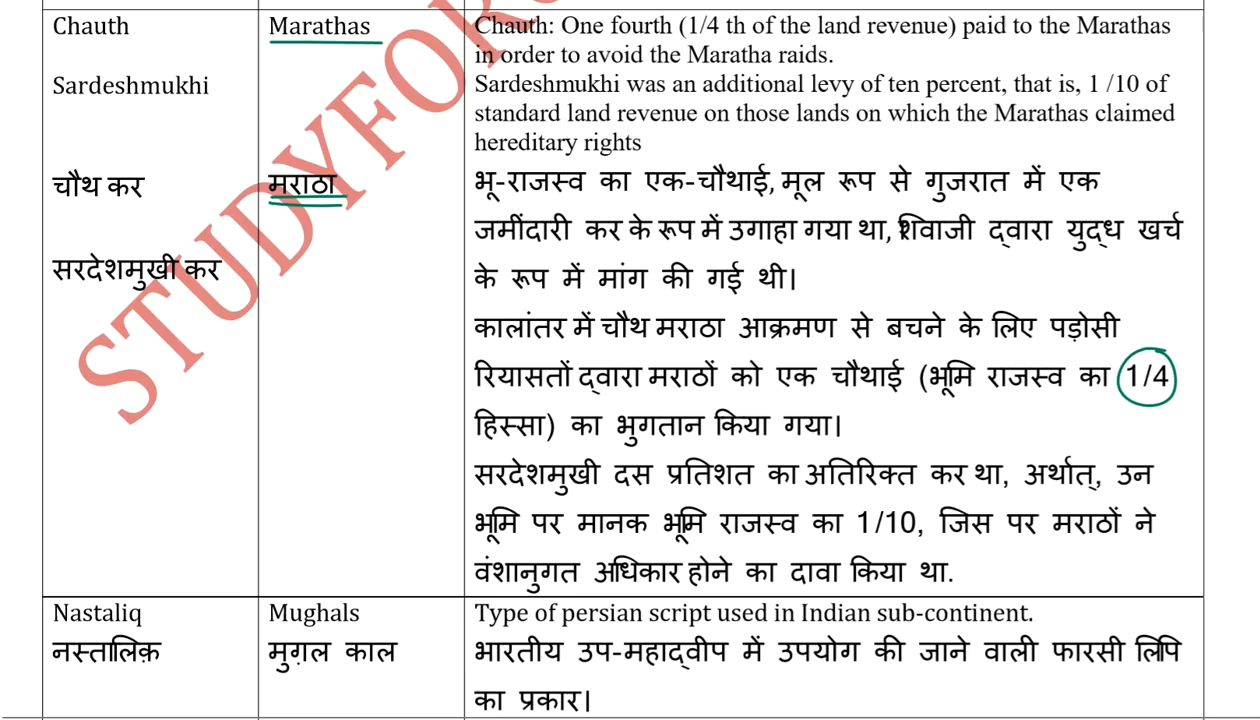 Chauth
Marathas
Chauth: One fourth (1/4 th of the land revenue) paid to the Marathas
in order to avoid the Maratha raids.
Sardeshmukhi
Sardeshmukhi was an additional levy of ten percent, that is, 1 /10 of
standard land revenue on those lands on which the Marathas claimed
hereditary rights
चौथ कर
मराठा
भू-राजस्व का एक-चौथाई, मूल रूप से गुजरात में एक
जमींदारी कर के रूप में उगाहा गया था, शिवाजी द्वारा युद्ध खर्च
के रूप में मांग की गई थी।
सरदेशमुखी कर
कालांतर में चौथ मराठा आक्रमण से बचने के लिए पड़ोसी
रियासतों द्वारा मराठों को एक चौथाई (भूमि राजस्व का 1/4
हिस्सा) का भुगतान किया गया।
सरदेशमुखी दस प्रतिशत का अतिरिक्त कर था, अर्थात्, उन
भूमि पर मानक भूमि राजस्व का 1/10, जिस पर मराठों ने
वंशानुगत अधिकार होने का दावा किया था.
Nastaliq
Mughals
Type of persian script used in Indian sub-continent.
नस्तालिक़
मुग़ल काल
भारतीय उप-महाद्वीप में उपयोग की जाने वाली फारसी लिपि
का प्रकार।
STUDYFOR